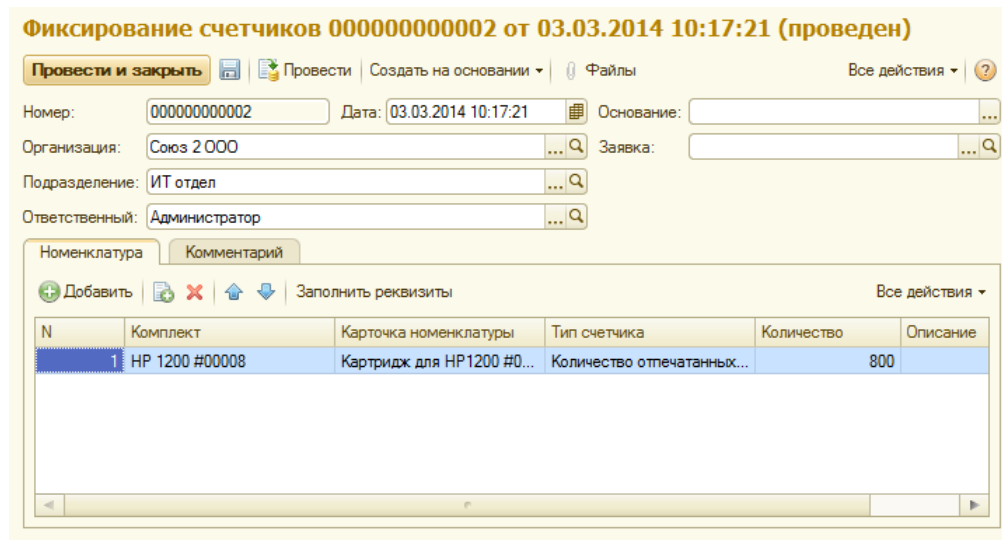 Фиксирование счетчиков 000000000002 от 03.03.2014 10:17:21 (проведен)
Провести и закрыть Провести Создать на основании Файлы Все действия ?
Номер: 000000000002 Дата: 03.03.2014 10:17:21 Основание: ...
Организация: Союз 2 ООО ... Заявка: ...
Подразделение: ИТ отдел ...
Ответственный: Администратор ...
Номенклатура Комментарий
Добавить Заполнить реквизиты Все действия
N Комплект Карточка номенклатуры Тип счетчика Количество Описание
1 HP 1200 #00008 Картридж для HP1200 #0... Количество отпечатанных... 800